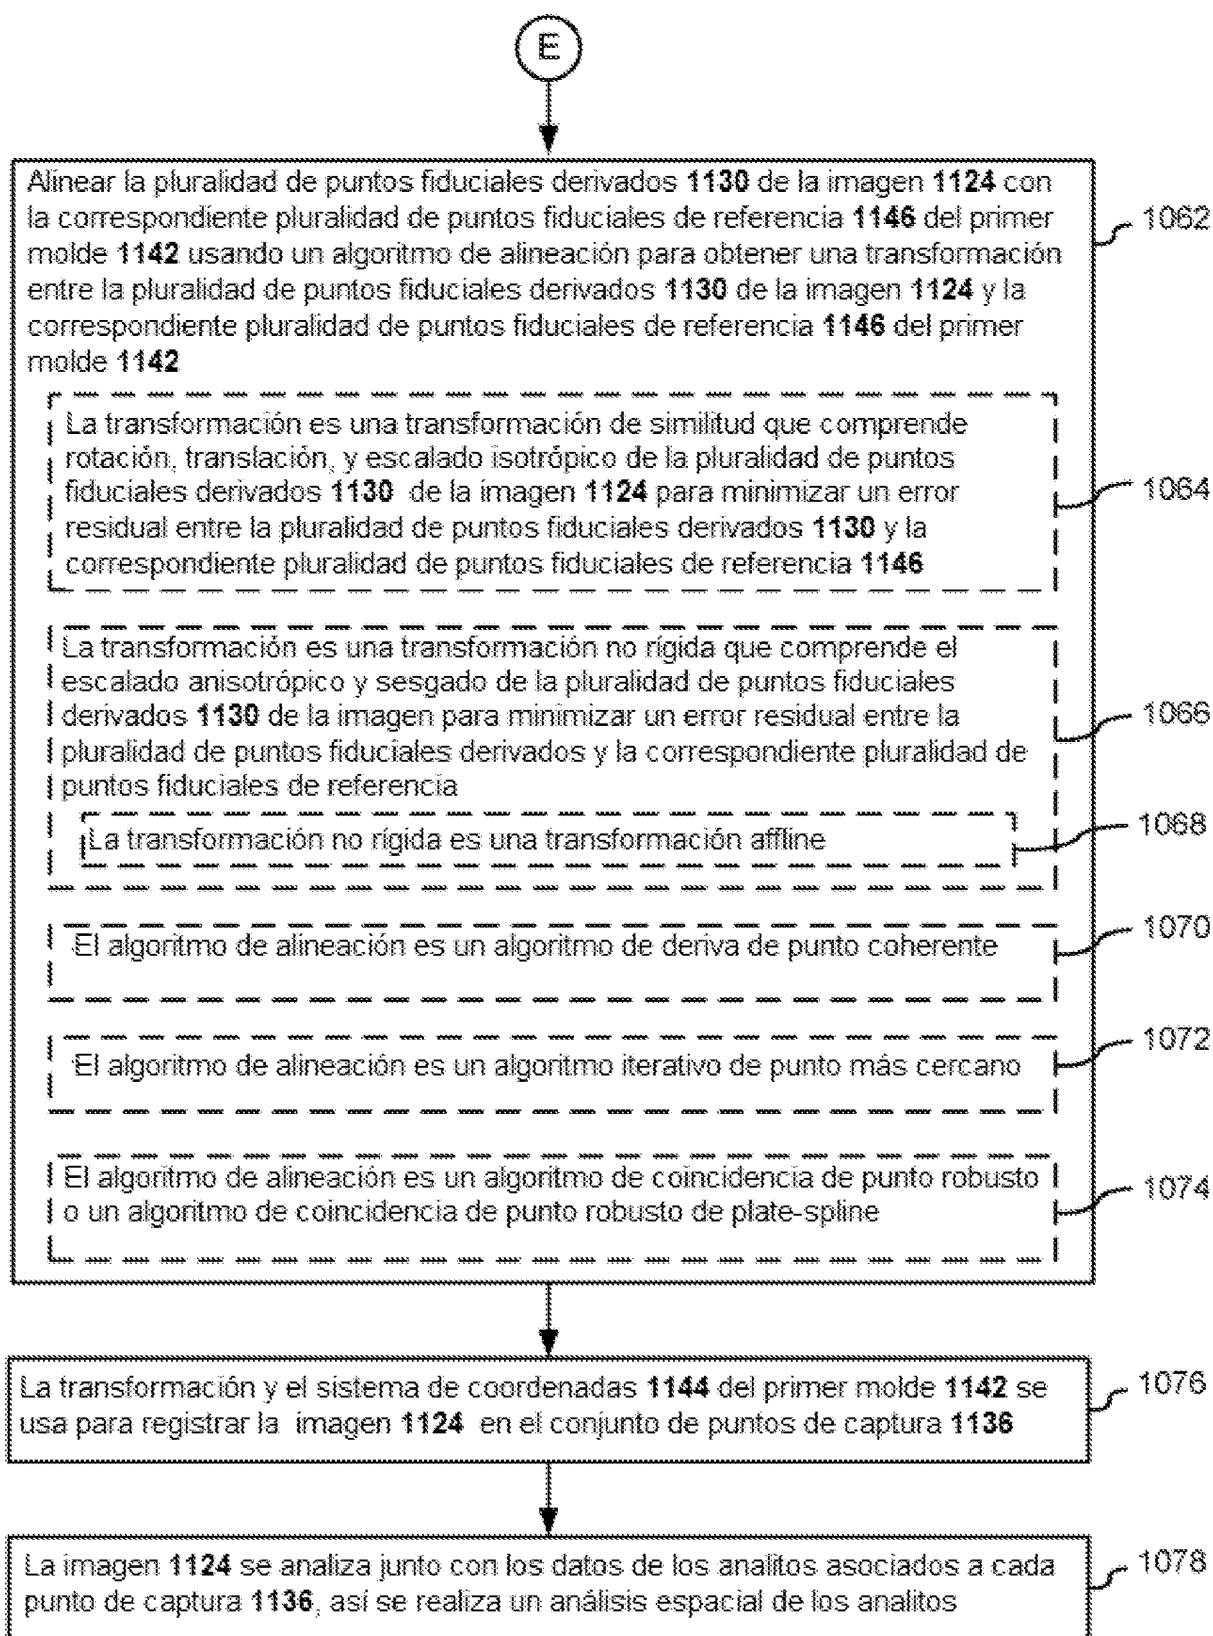 E
Alinear la pluralidad de puntos fiduciales derivados 1130 de la imagen 1124 con
la correspondiente pluralidad de puntos fiduciales de referencia 1146 del primer
molde 1142 usando un algoritmo de alineación para obtener una transformación
entre la pluralidad de puntos fiduciales derivados 1130 de la imagen 1124 y la
correspondiente pluralidad de puntos fiduciales de referencia 1146 del primer
molde 1142
1062
La transformación es una transformación de similitud que comprende
rotación, translación, y escalado isotrópico de la pluralidad de puntos
fiduciales derivados 1130 de la imagen 1124 para minimizar un error
residual entre la pluralidad de puntos fiduciales derivados 1130 y la
correspondiente pluralidad de puntos fiduciales de referencia 1146
1064
La transformación es una transformación no rígida que comprende el
escalado anisotrópico y sesgado de la pluralidad de puntos fiduciales
derivados 1130 de la imagen para minimizar un error residual entre la
pluralidad de puntos fiduciales derivados y la correspondiente pluralidad de
puntos fiduciales de referencia
1066
La transformación no rígida es una transformación affline
1068
El algoritmo de alineación es un algoritmo de deriva de punto coherente
1070
El algoritmo de alineación es un algoritmo iterativo de punto más cercano
1072
El algoritmo de alineación es un algoritmo de coincidencia de punto robusto
o un algoritmo de coincidencia de punto robusto de plate-spline
1074
La transformación y el sistema de coordenadas 1144 del primer molde 1142 se
usa para registrar la imagen 1124 en el conjunto de puntos de captura 1136
1076
La imagen 1124 se analiza junto con los datos de los analitos asociados a cada
punto de captura 1136, así se realiza un análisis espacial de los analitos
1078